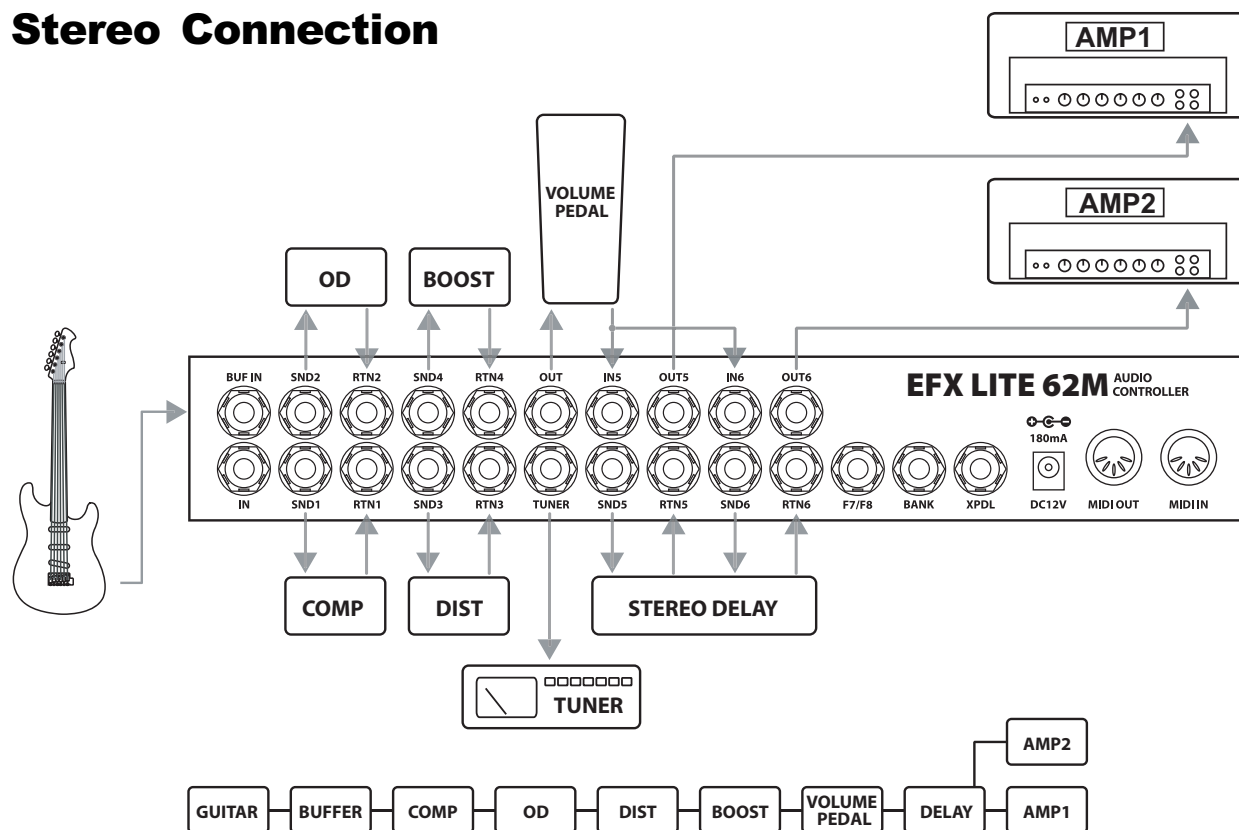 Stereo Connection
AMP1
AMP2
VOLUME
PEDAL
OD
BOOST
BUF IN
SND2
RTN2
SND4
RTN4
OUT
IN5
OUT5
IN6
OUT6
EFX LITE 62M
AUDIO
CONTROLLER
180mA
IN
SND1
RTN1
SND3
RTN3
TUNER
SND5
RTN5
SND6
RTN6
F7/F8
BANK
XPDL
DC12V
MIDI OUT
MIDI IN
COMP
DIST
STEREO DELAY
TUNER
AMP2
GUITAR
BUFFER
COMP
OD
DIST
BOOST
VOLUME
PEDAL
DELAY
AMP1